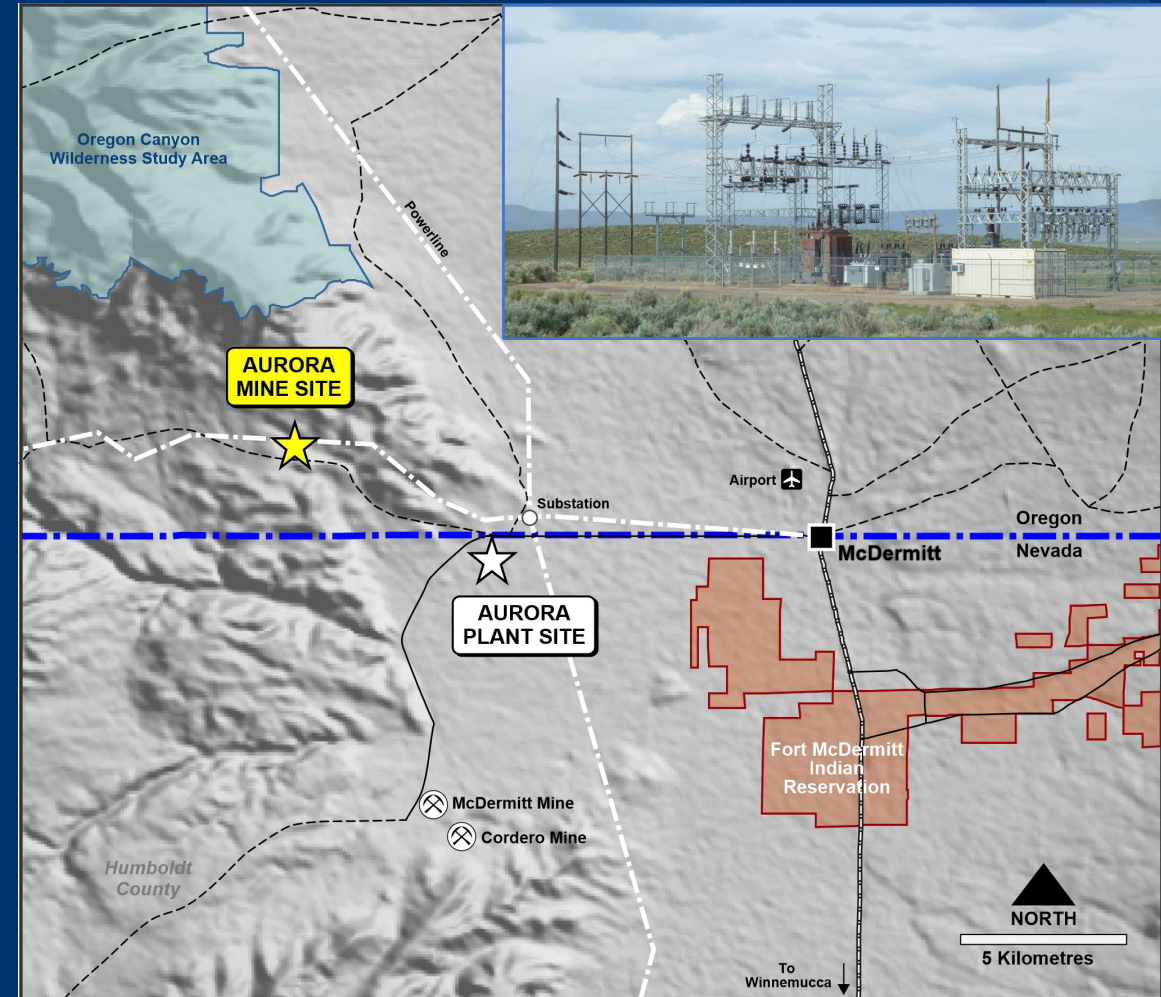 Oregon Canyon
Wilderness Study Area
Powerline
AURORA
MINE SITE
Airport
Substation
Oregon
Nevada
McDermitt
AURORA
PLANT SITE
Fort McDermitt
Indian
Reservation
McDermitt Mine
Cordero Mine
Humboldt
County
NORTH
5 Kilometres
To
Winnemucca